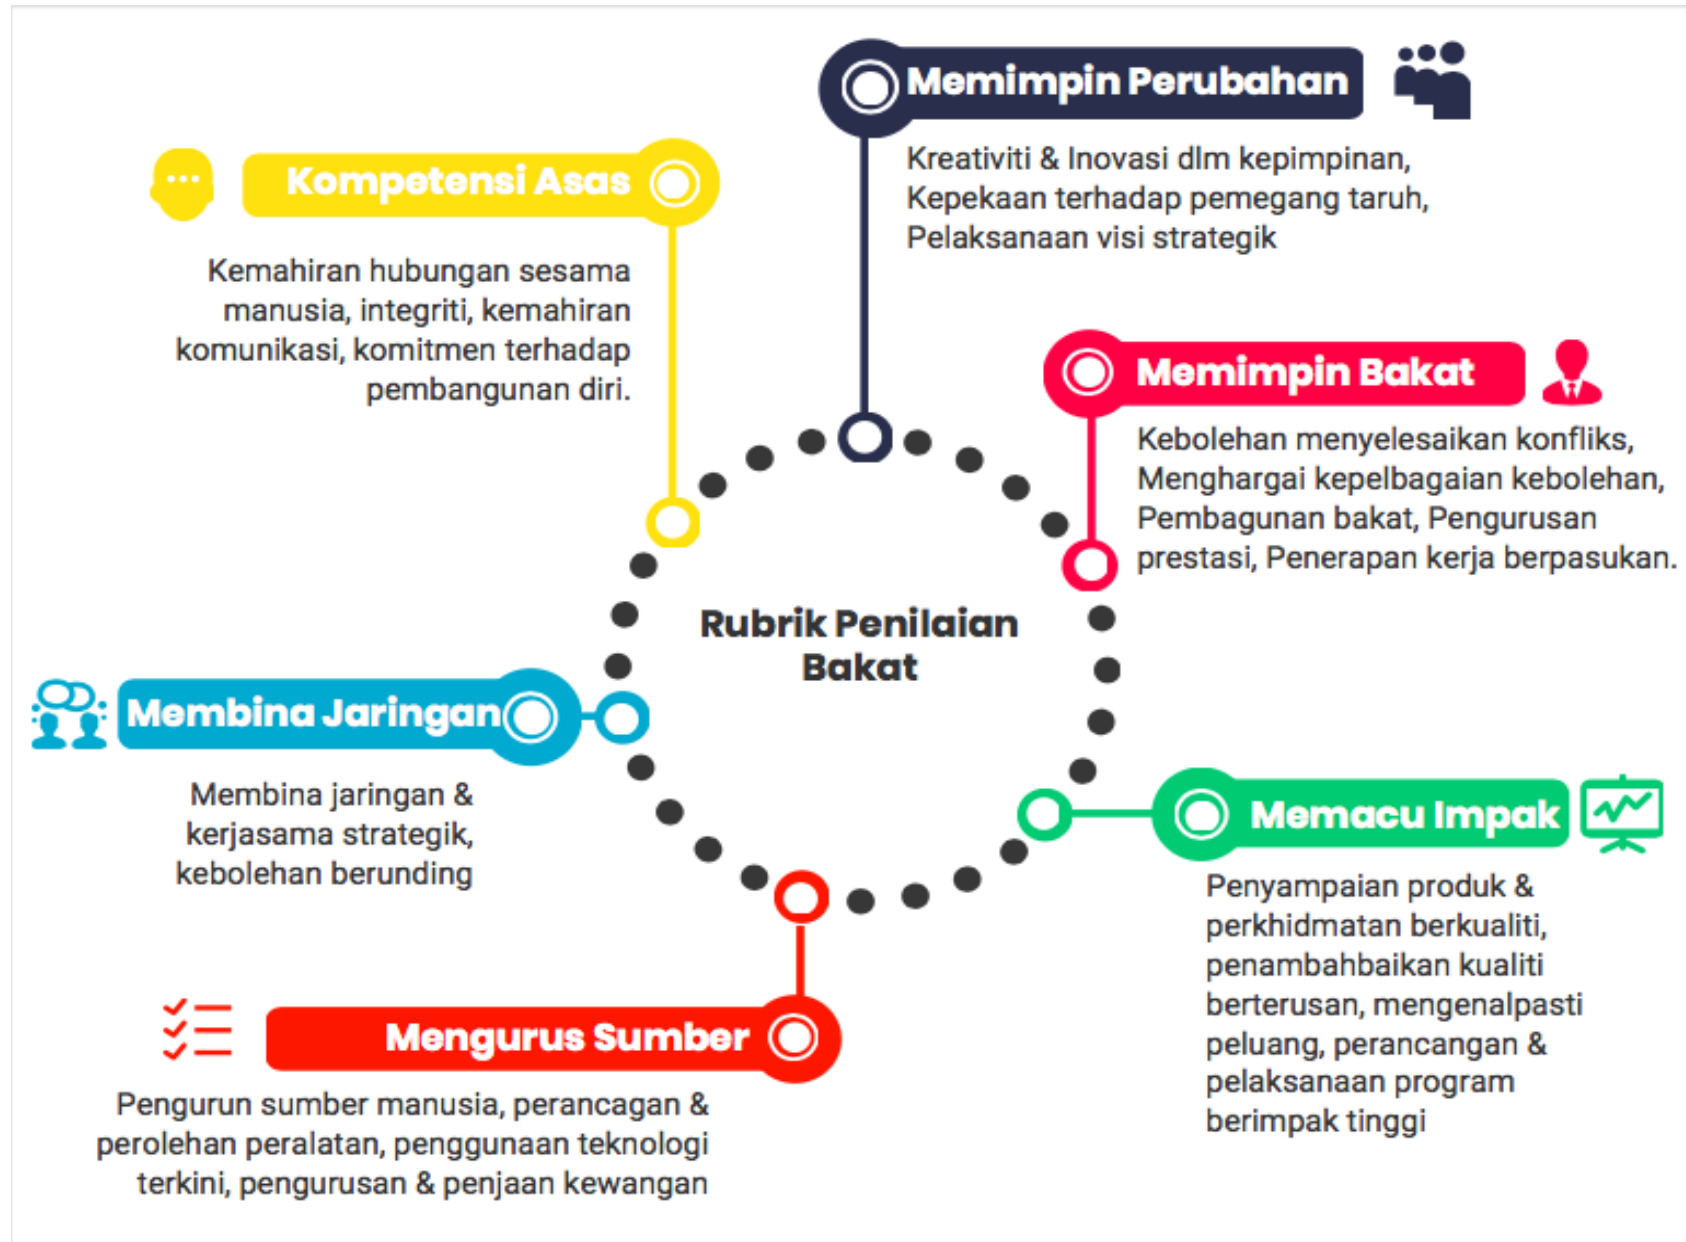 Memimpin Perubahan
Kreativiti & Inovasi dlm kepimpinan,
Kepekaan terhadap pemegang taruh,
Pelaksanaan visi strategik
Kompetensi Asas
Kemahiran hubungan sesama
manusia, integriti, kemahiran
komunikasi, komitmen terhadap
pembangunan diri.
Memimpin Bakat
Kebolehan menyelesaikan konfliks,
Menghargai kepelbagaian kebolehan,
Pembagunan bakat, Pengurusan
prestasi, Penerapan kerja berpasukan.
Rubrik Penilaian
Bakat
Membina Jaringan
Membina jaringan &
kerjasama strategik,
kebolehan berunding
Memacu Impak
Penyampaian produk &
perkhidmatan berkualiti,
penambahbaikan kualiti
berterusan, mengenalpasti
peluang, perancangan &
pelaksanaan program
berimpak tinggi
Mengurus Sumber
Pengurun sumber manusia, perancagan &
perolehan peralatan, penggunaan teknologi
terkini, pengurusan & penjaan kewangan